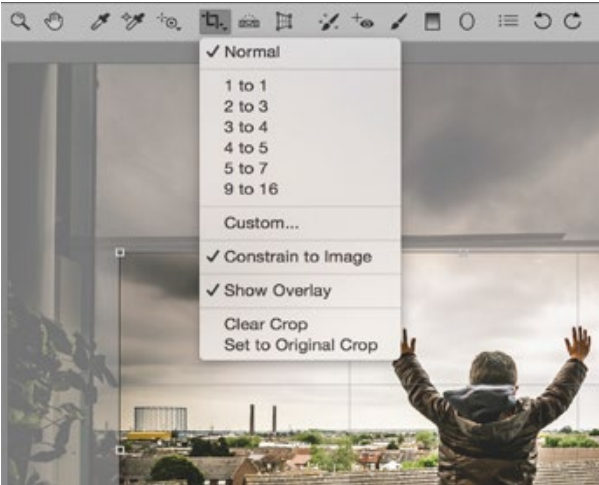 ✓ Normal
1 to 1
2 to 3
3 to 4
4 to 5
5 to 7
9 to 16
Custom...
✓ Constrain to Image
✓ Show Overlay
Clear Crop
Set to Original Crop